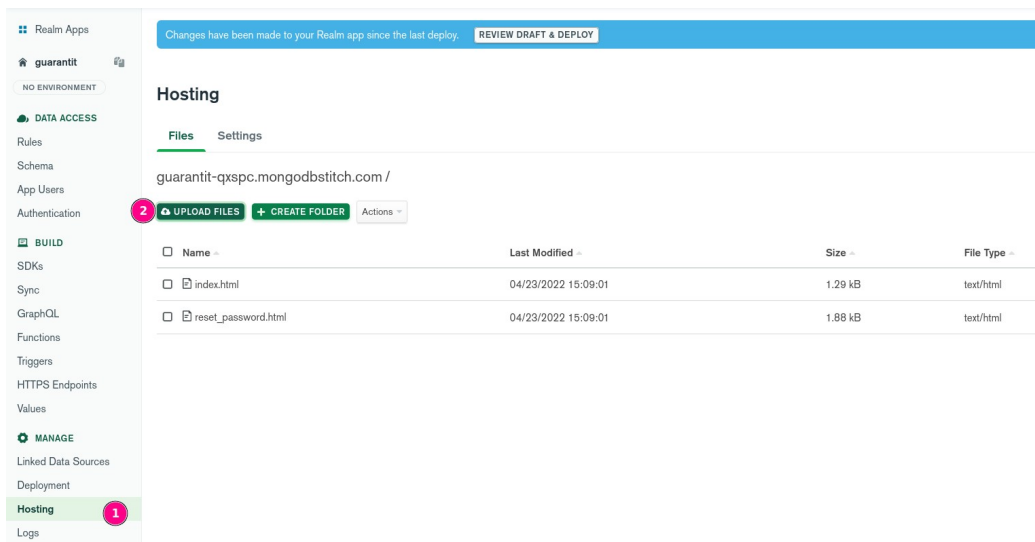 Realm Apps
guarantit
NO ENVIRONMENT
DATA ACCESS
Rules
Schema
App Users
Authentication
BUILD
SDKs
Sync
GraphQL
Functions
Triggers
HTTPS Endpoints
Values
MANAGE
Linked Data Sources
Deployment
Hosting 1
Logs
Changes have been made to your Realm app since the last deploy. REVIEW DRAFT & DEPLOY
Hosting
Files Settings
guarantit-qxspc.mongodbstitch.com /
2 UPLOAD FILES + CREATE FOLDER Actions
Name Last Modified Size File Type
index.html 04/23/2022 15:09:01 1.29 kB text/html
reset_password.html 04/23/2022 15:09:01 1.88 kB text/html